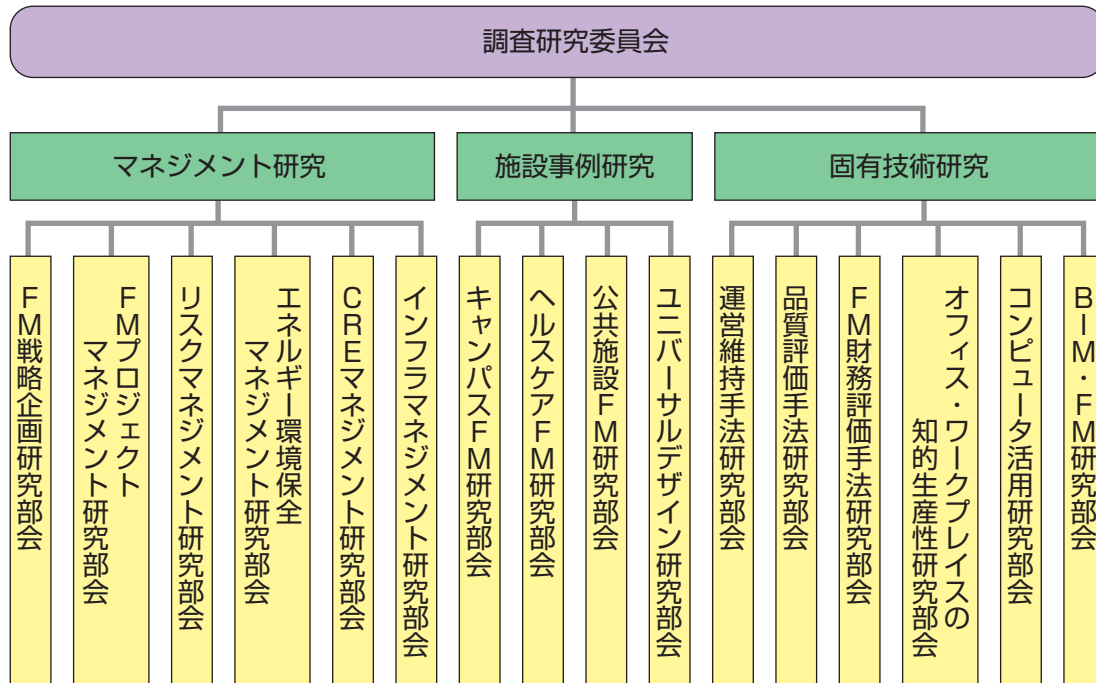 調査研究委員会
マネジメント研究
施設事例研究
固有技術研究
FM戦略企画研究部会
FMプロジェクト
マネジメント研究部会
リスクマネジメント研究部会
エネルギー環境保全
マネジメント研究部会
CREマネジメント研究部会
インフラマネジメント研究部会
キャンパスFM研究部会
ヘルスケアFM研究部会
公共施設FM研究部会
ユニバーサルデザイン研究部会
運営維持手法研究部会
品質評価手法研究部会
FM財務評価手法研究部会
オフィス・ワークプレイスの
知的生産性研究部会
コンピュータ活用研究部会
BIM・FM研究部会